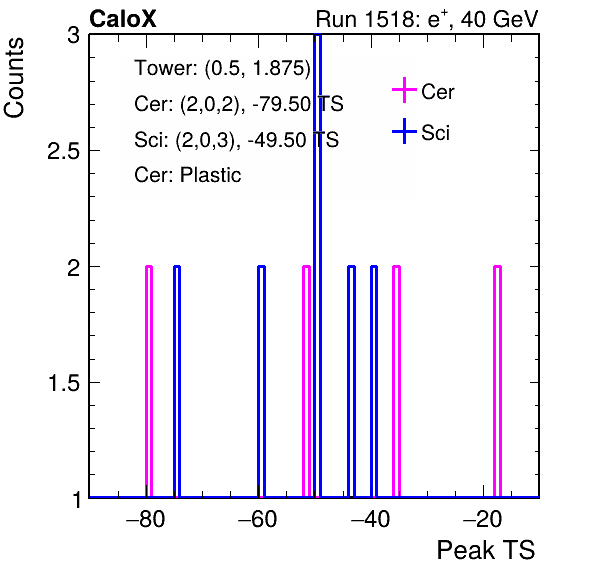 CaloX Run 1518: e⁺, 40 GeV
Counts
3
2.5
2
1.5
1
Tower: (0.5, 1.875)
Cer: (2,0,2), -79.50 TS
Sci: (2,0,3), -49.50 TS
Cer: Plastic
Cer
Sci
−80 −60 −40 −20
Peak TS